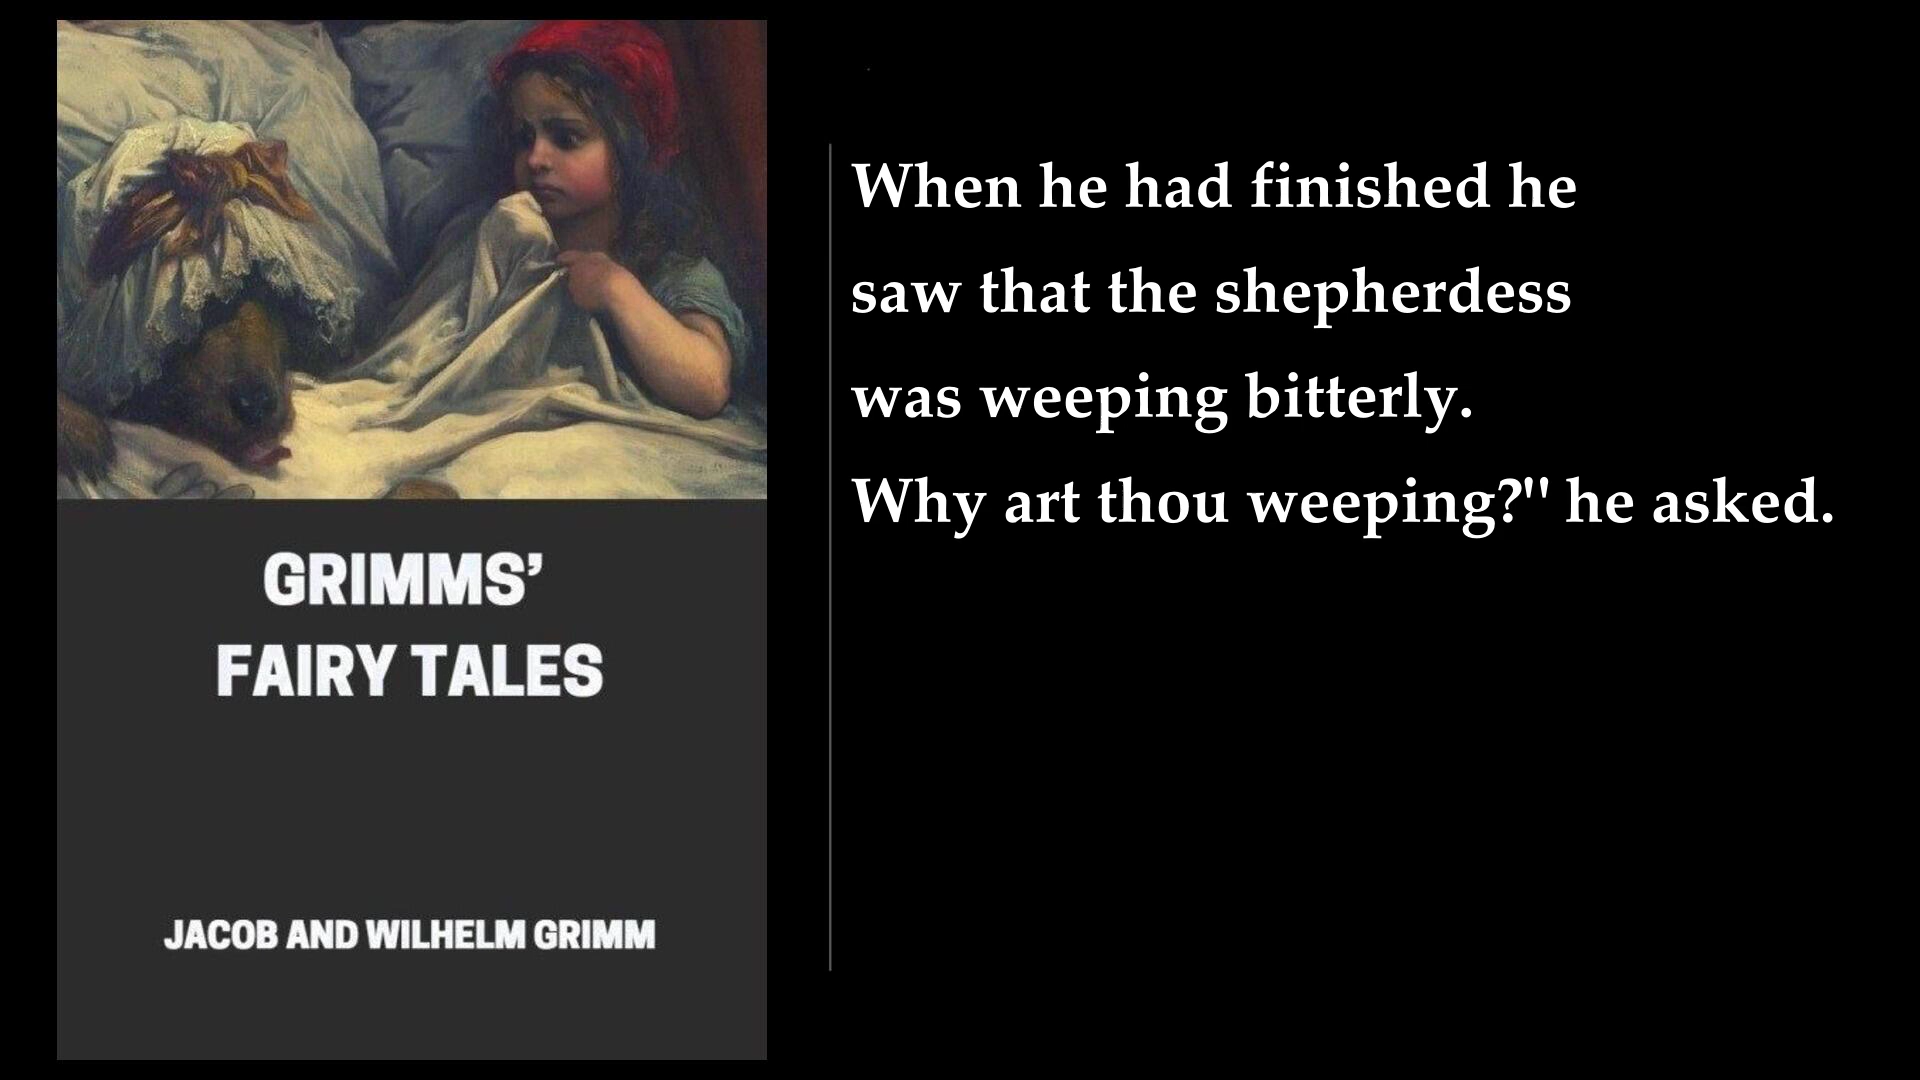 GRIMMS’
FAIRY TALES
JACOB AND WILHELM GRIMM
When he had finished he
saw that the shepherdess
was weeping bitterly.
Why art thou weeping?" he asked.